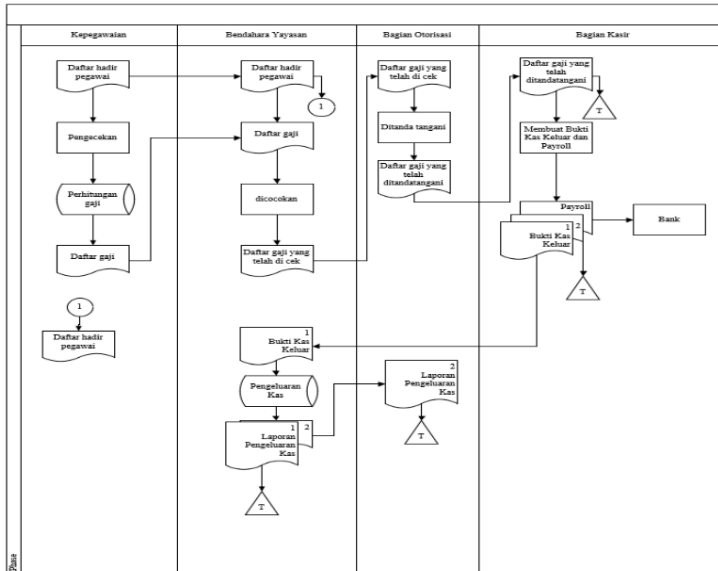 Kepegawaian
Bendahara Yayasan
Bagian Otorisasi
Bagian Kasir
Daftar hadir
pegawai
Pengecekan
Perhitungan
gaji
Daftar gaji
1
Daftar hadir
pegawai
Daftar hadir
pegawai
1
Daftar gaji
dicocokan
Daftar gaji yang
telah di cek
1
Bukti Kas
Keluar
Pengeluaran
Kas
1
2
Laporan
Pengeluaran
Kas
T
Daftar gaji yang
telah di cek
Ditanda tangani
Daftar gaji yang
telah
ditandatangani
2
Laporan
Pengeluaran
Kas
T
Daftar gaji yang
telah
ditandatangani
T
Membuat Bukti
Kas Keluar dan
Payroll
Payroll
2
1
Bukti Kas
Keluar
T
Bank
Phase